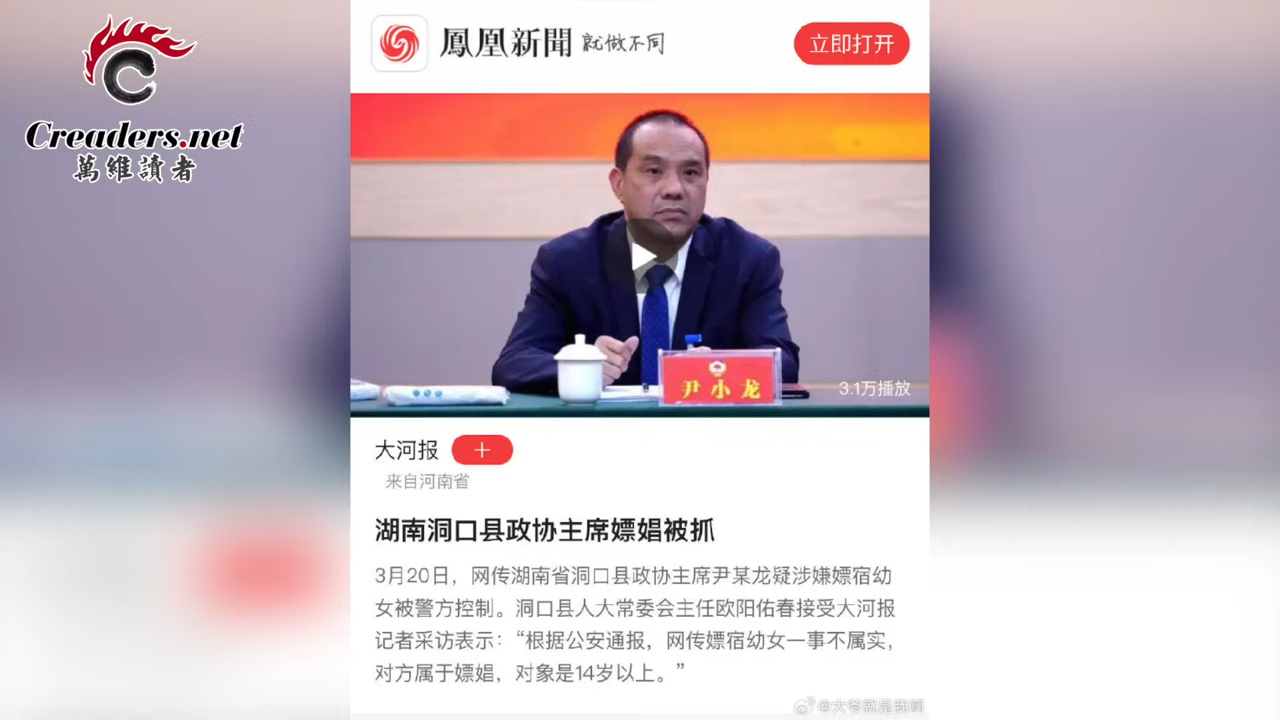 Creaders.net
萬維讀者
鳳凰新聞 就做不同
立即打开
尹小龙
3.1万播放
大河报
来自河南省
湖南洞口县政协主席嫖娼被抓
3月20日，网传湖南省洞口县政协主席尹某龙疑涉嫌嫖宿幼
女被警方控制。洞口县人大常委会主任欧阳佑春接受大河报
记者采访表示：“根据公安通报，网传嫖宿幼女一事不属实，
对方属于嫖娼，对象是14岁以上。”